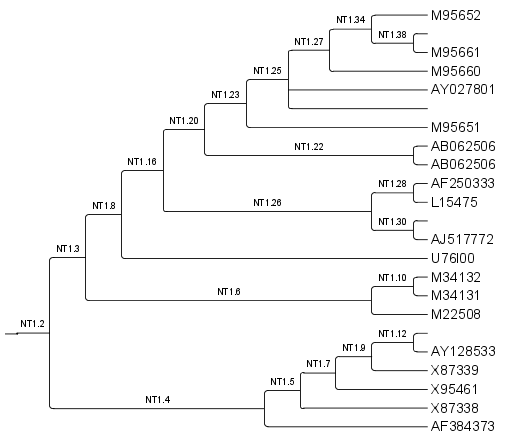 M95652
NT1.34
NT1.38
NT1.27
M95661
NT1.25
M95660
AY027801
NT1.23
NT1.20
M95651
AB062506
NT1.22
NT1.16
AB062506
AF250333
NT1.28
L15475
NT1.8
NT1.26
NT1.30
AJ517772
NT1.3
U76I00
M34132
NT1.10
NT1.6
M34131
M22508
NT1.2
NT1.12
NT1.9
AY128533
NT1.7
X87339
NT1.5
X95461
NT1.4
X87338
AF384373